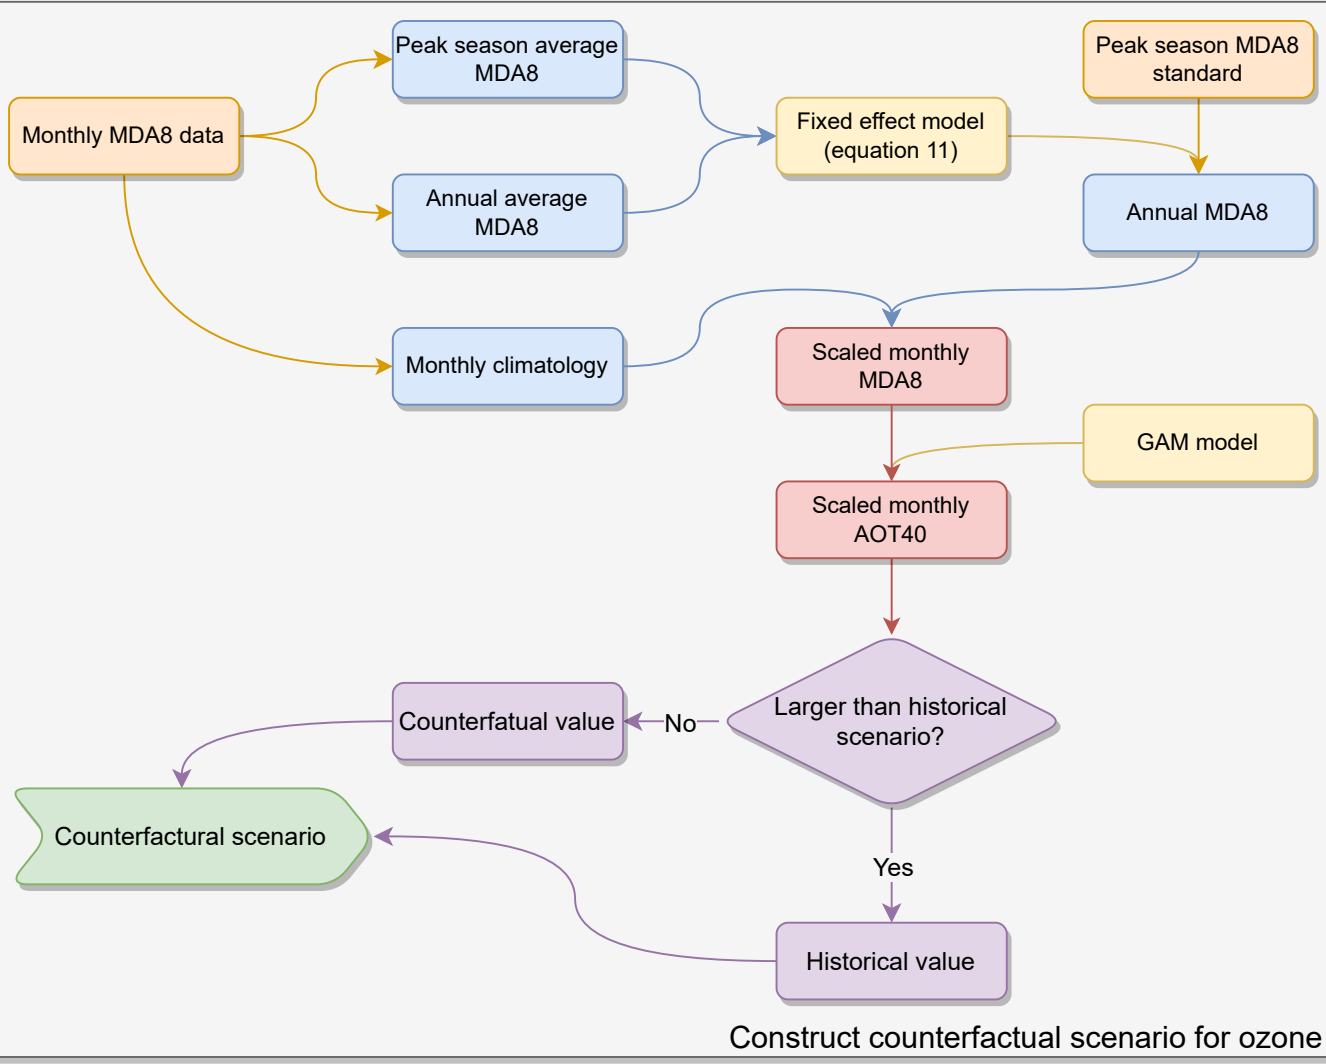 Peak season average
MDA8
Peak season MDA8
standard
Monthly MDA8 data
Fixed effect model
(equation 11)
Annual average
MDA8
Annual MDA8
Monthly climatology
Scaled monthly
MDA8
GAM model
Scaled monthly
AOT40
Larger than historical
scenario?
No
Counterfatual value
Counterfactural scenario
Yes
Historical value
Construct counterfactual scenario for ozone